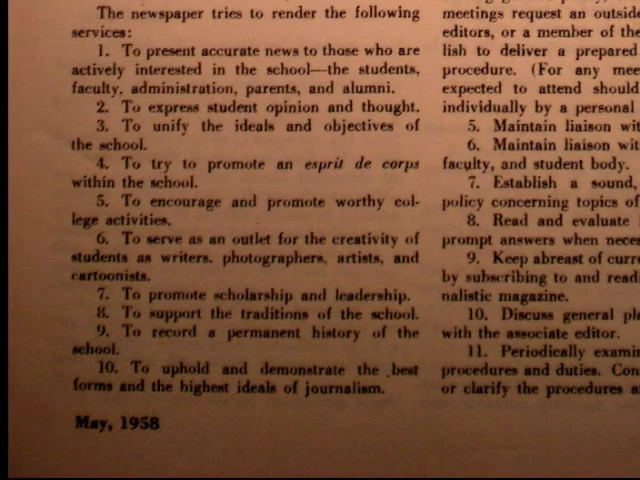 The newspaper tries to render the following
services:
1. To present accurate news to those who are
actively interested in the school—the students,
faculty, administration, parents, and alumni.
2. To express student opinion and thought.
3. To unify the ideals and objectives of
the school.
4. To try to promote an esprit de corps
within the school.
5. To encourage and promote worthy col-
lege activities.
6. To serve as an outlet for the creativity of
students as writers, photographers, artists, and
cartoonists.
7. To promote scholarship and leadership.
8. To support the traditions of the school.
9. To record a permanent history of the
school.
10. To uphold and demonstrate the best
forms and the highest ideals of journalism.
May, 1958
meetings request an outsid
editors, or a member of the
lish to deliver a prepared
procedure. (For any mee
expected to attend should
individually by a personal
5. Maintain liaison wit
6. Maintain liaison wit
faculty, and student body.
7. Establish a sound,
policy concerning topics of
8. Read and evaluate
prompt answers when nece
9. Keep abreast of curre
by subscribing to and read
nalistic magazine.
10. Discuss general pl
with the associate editor.
11. Periodically examin
procedures and duties. Con
or clarify the procedures a